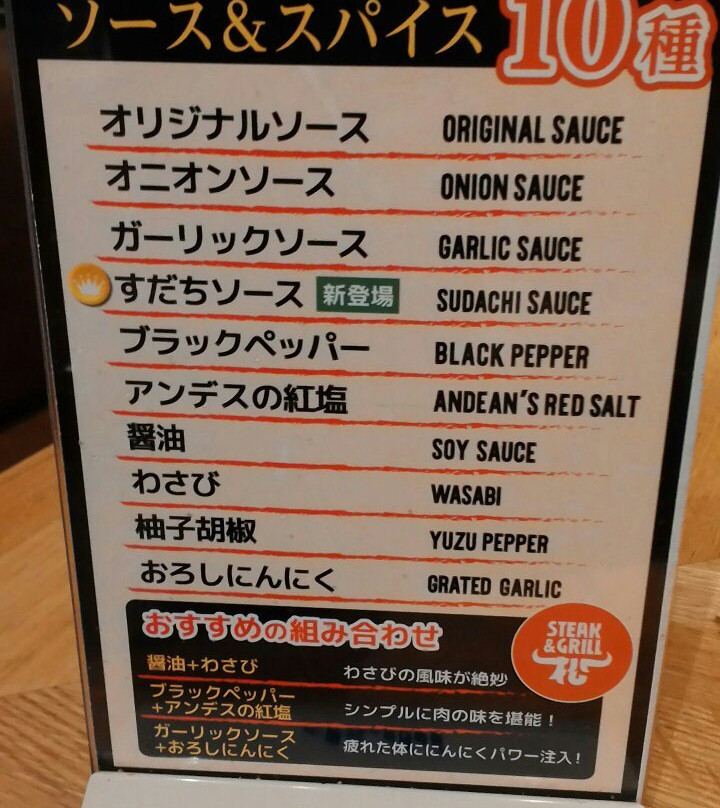 ソース&スパイス 10種
オリジナルソース ORIGINAL SAUCE
オニオンソース ONION SAUCE
ガーリックソース GARLIC SAUCE
すだちソース 新登場 SUDACHI SAUCE
ブラックペッパー BLACK PEPPER
アンデスの紅塩 ANDEAN'S RED SALT
醤油 SOY SAUCE
わさび WASABI
柚子胡椒 YUZU PEPPER
おろしにんにく GRATED GARLIC
おすすめの組み合わせ
STEAK
&GRILL
醤油+わさび わさびの風味が絶妙
ブラックペッパー
+アンデスの紅塩 シンプルに肉の味を堪能!
ガーリックソース
+おろしにんにく 疲れた体ににんにくパワー注入!